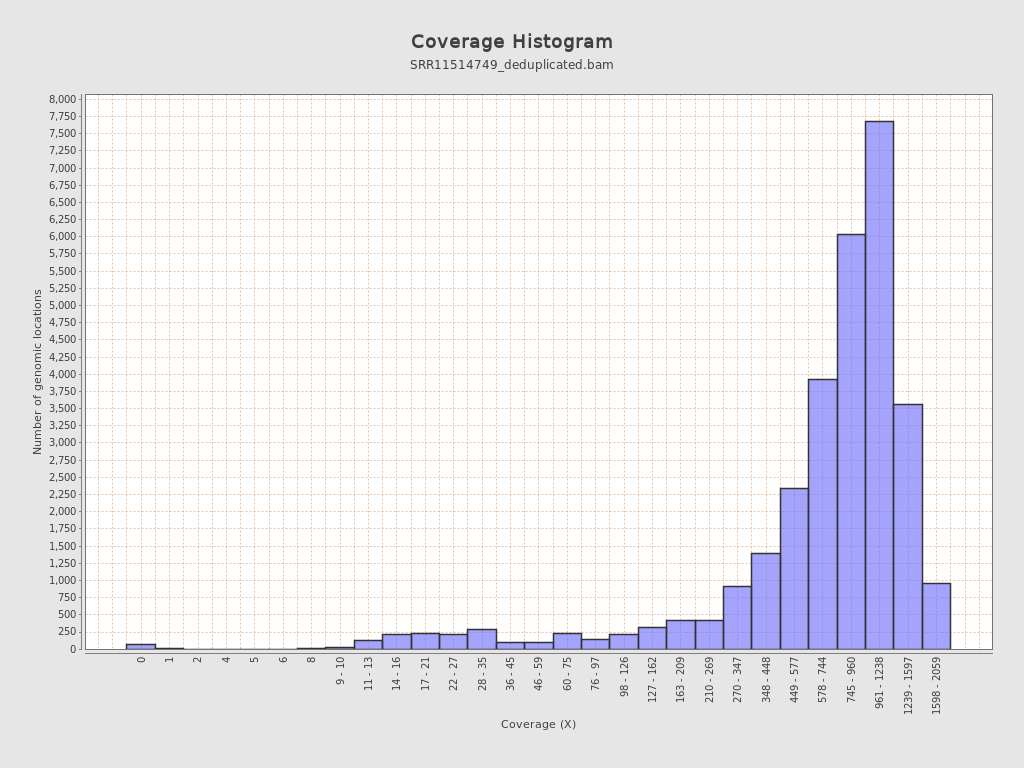 Coverage Histogram
SRR11514749_deduplicated.bam
Number of genomic locations
8,000
7,750
7,500
7,250
7,000
6,750
6,500
6,250
6,000
5,750
5,500
5,250
5,000
4,750
4,500
4,250
4,000
3,750
3,500
3,250
3,000
2,750
2,500
2,250
2,000
1,750
1,500
1,250
1,000
750
500
250
0
0
1
2
4
5
6
8
9 - 10
11 - 13
14 - 16
17 - 21
22 - 27
28 - 35
36 - 45
46 - 59
60 - 75
76 - 97
98 - 126
127 - 162
163 - 209
210 - 269
270 - 347
348 - 448
449 - 577
578 - 744
745 - 960
961 - 1238
1239 - 1597
1598 - 2059
Coverage (X)